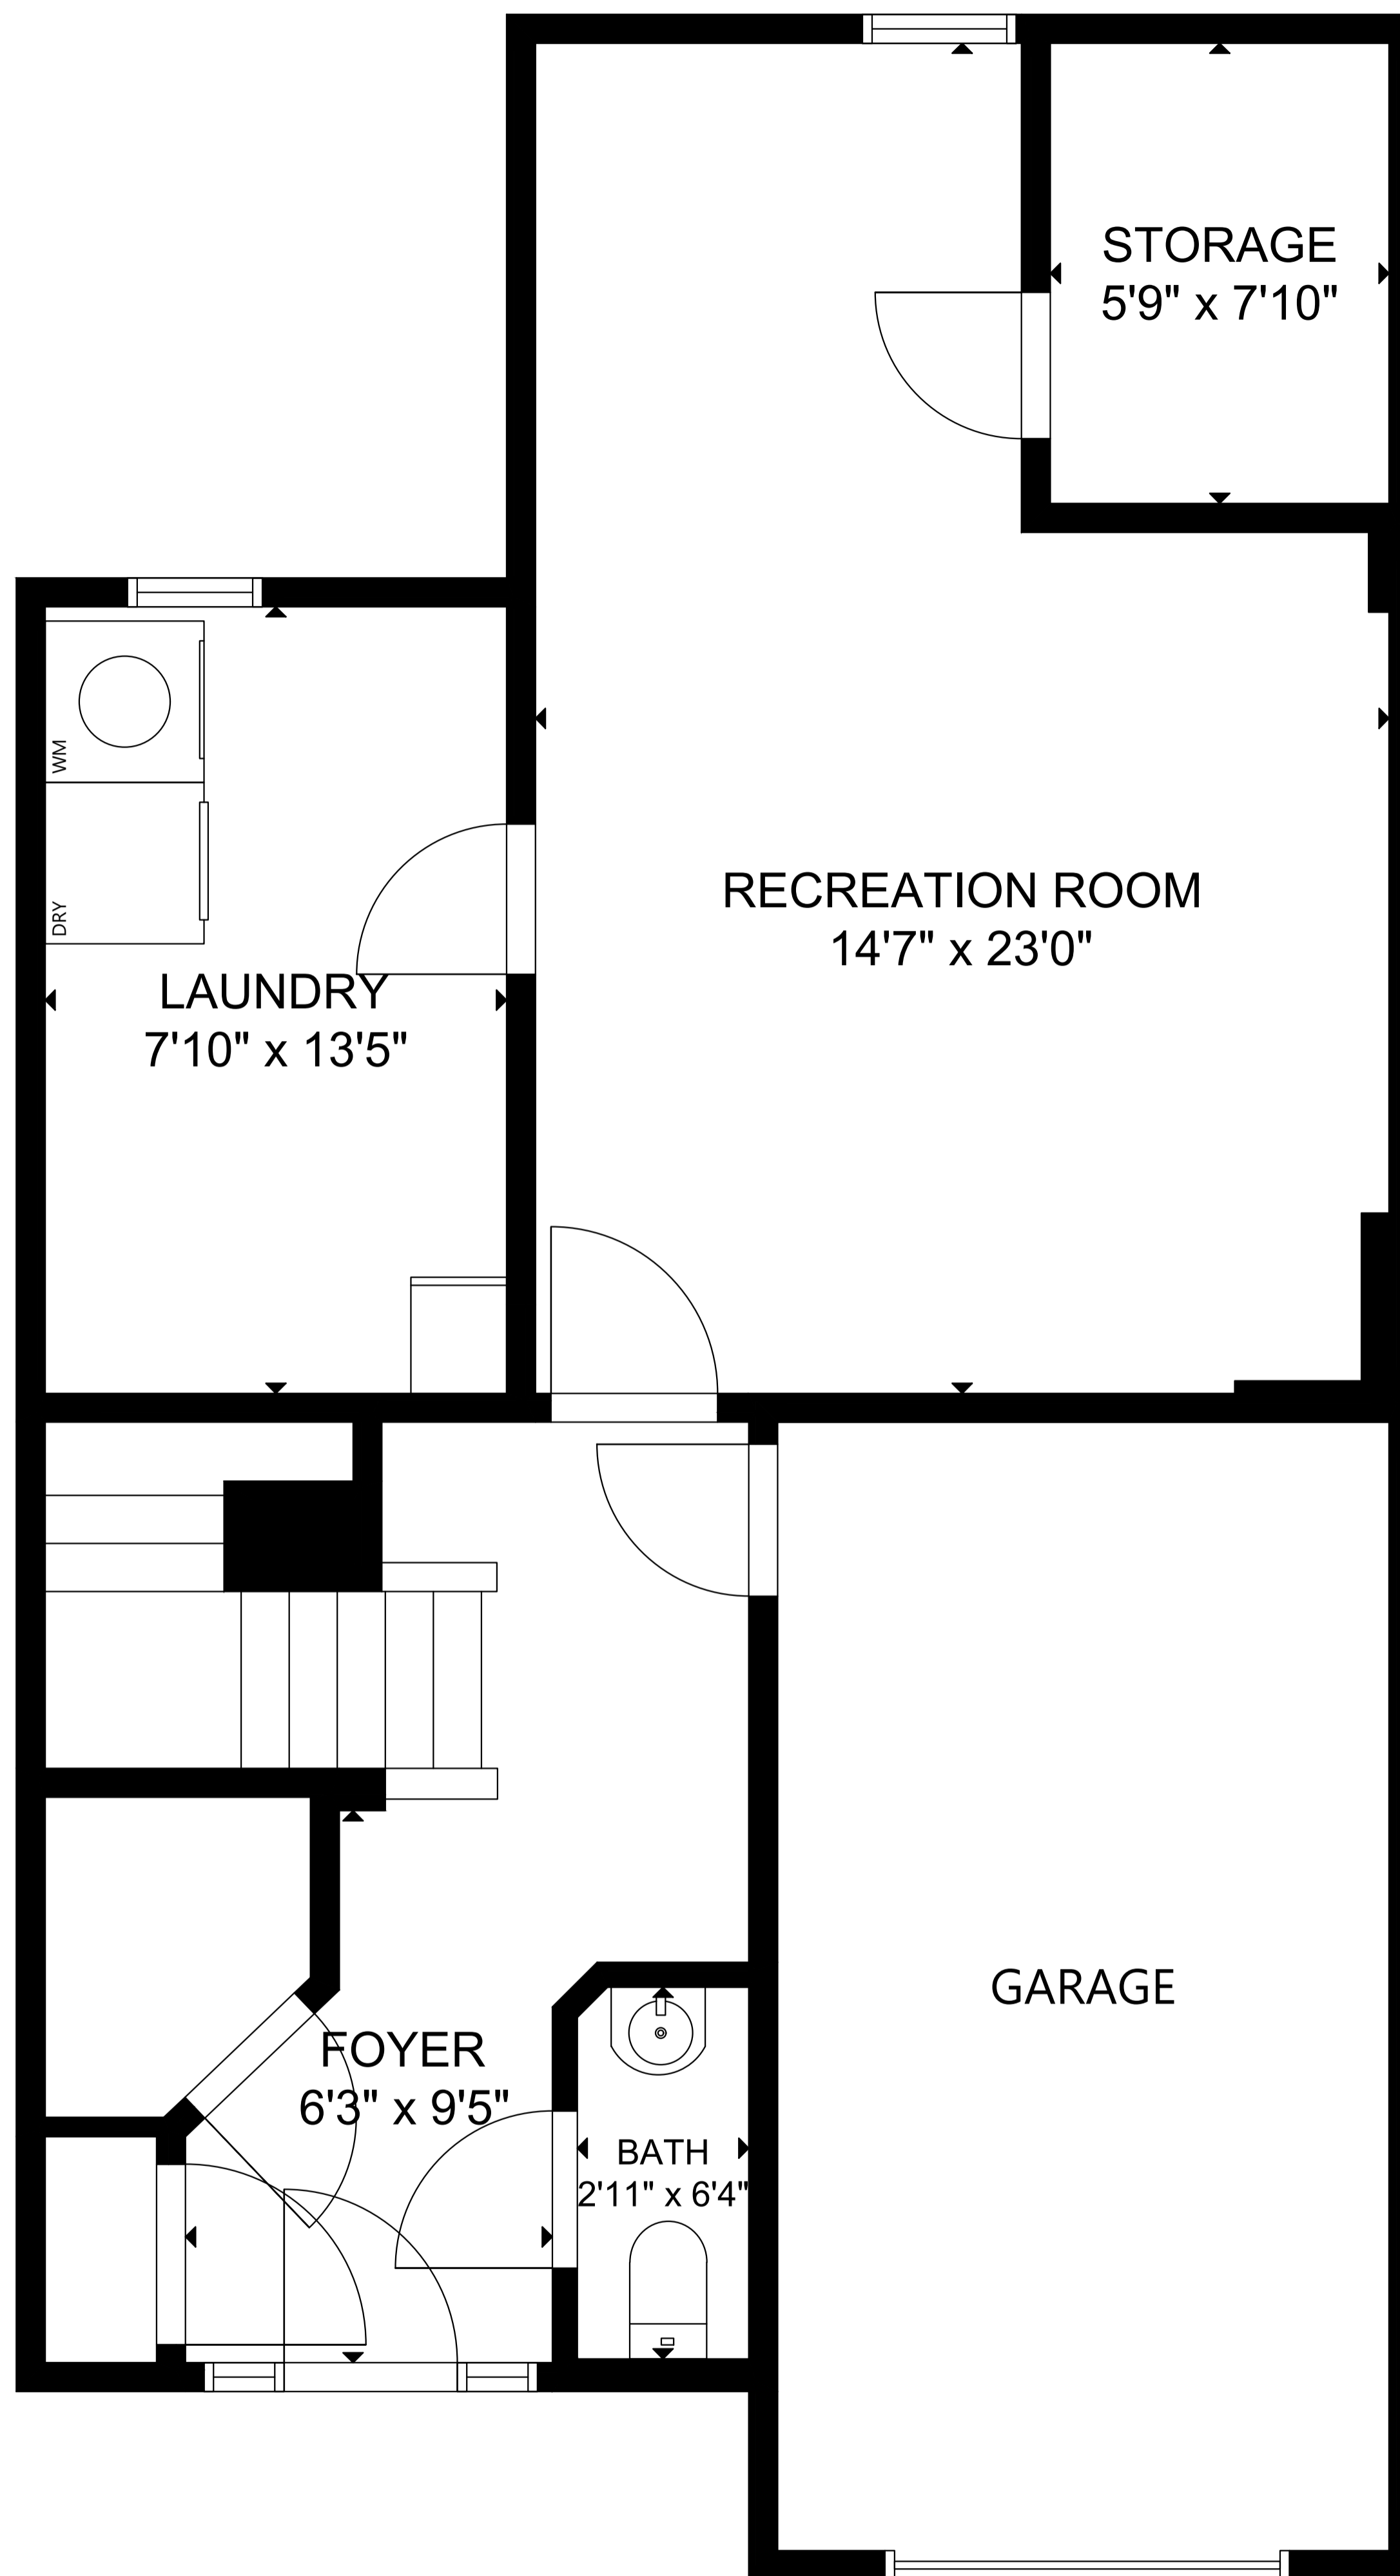 STORAGE
5'9" x 7'10"
WM
DRY
RECREATION ROOM
14'7" x 23'0"
LAUNDRY
7'10" x 13'5"
GARAGE
FOYER
6'3" x 9'5"
BATH
2'11" x 6'4"